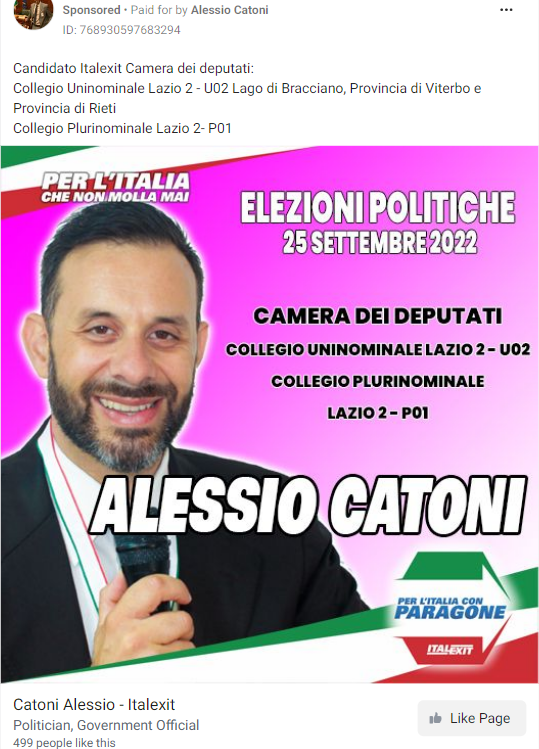 Sponsored • Paid for by Alessio Catoni
ID: 768930597683294
Candidato Italexit Camera dei deputati:
Collegio Uninominale Lazio 2 - U02 Lago di Bracciano, Provincia di Viterbo e
Provincia di Rieti
Collegio Plurinominale Lazio 2- P01
PER L'ITALIA
CHE NON MOLLA MAI
ELEZIONI POLITICHE
25 SETTEMBRE 2022
CAMERA DEI DEPUTATI
COLLEGIO UNINOMINALE LAZIO 2 - U02
COLLEGIO PLURINOMINALE
LAZIO 2 - P01
ALESSIO CATONI
PER L'ITALIA CON
PARAGONE
ITALEXIT
Catoni Alessio - Italexit
Politician, Government Official
499 people like this
Like Page